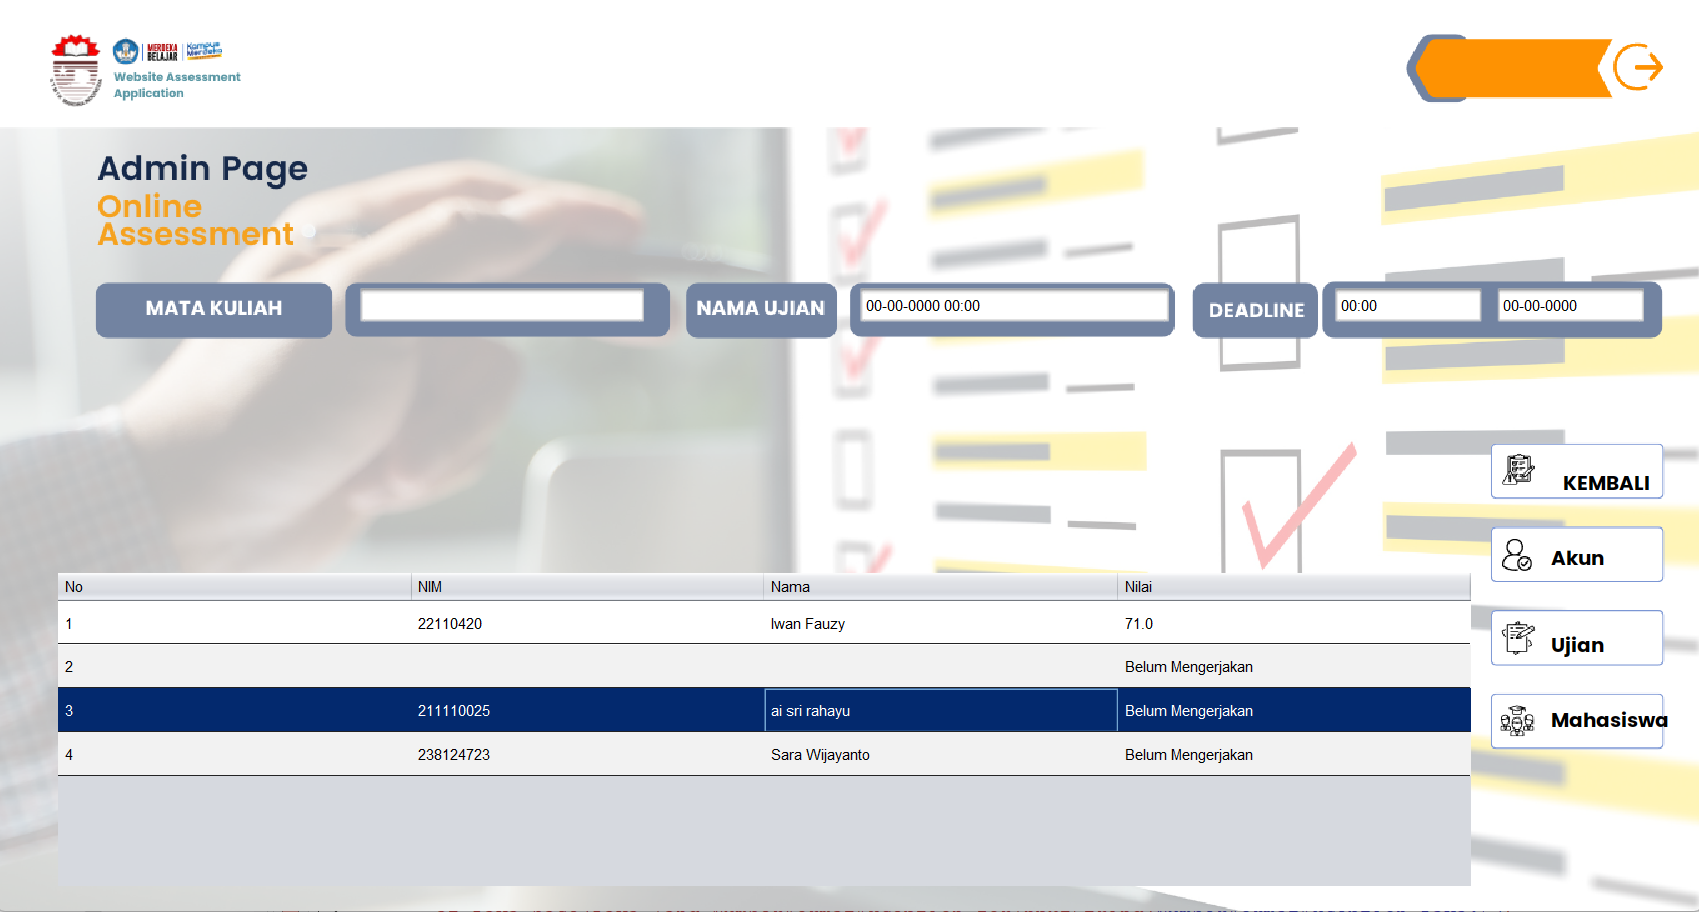 MERDEKA
BELAJAR
Kampus
Merdeka
Website Assessment
Application
Admin Page
Online
Assessment
MATA KULIAH
NAMA UJIAN
00-00-0000 00:00
DEADLINE
00:00
00-00-0000
KEMBALI
Akun
Ujian
Mahasiswa
No NIM Nama Nilai
1 22110420 Iwan Fauzy 71.0
2 Belum Mengerjakan
3 211110025 ai sri rahayu Belum Mengerjakan
4 238124723 Sara Wijayanto Belum Mengerjakan